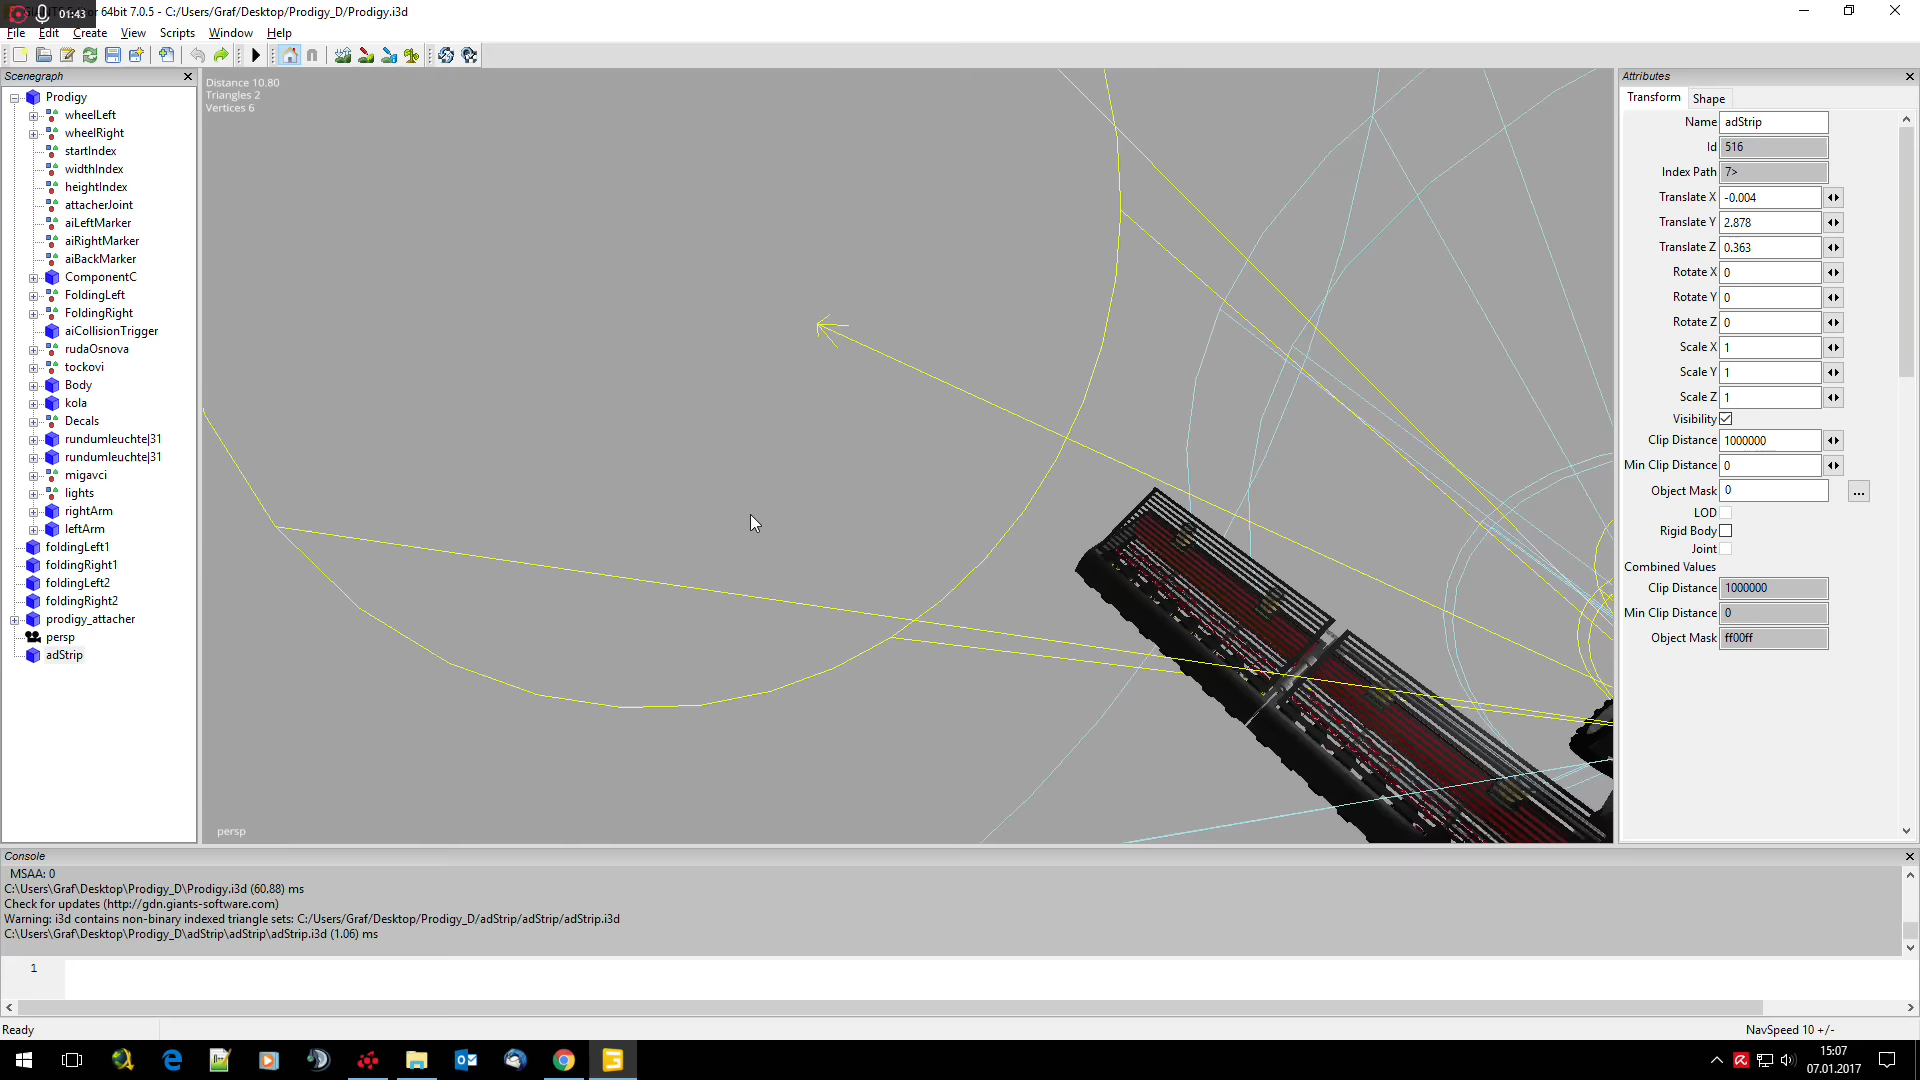 01:43
or 64bit 7.0.5 - C:/Users/Graf/Desktop/Prodigy_D/Prodigy.i3d
File Edit Create View Scripts Window Help
Scenegraph
Prodigy
wheelLeft
wheelRight
startIndex
widthIndex
heightIndex
attacherJoint
aiLeftMarker
aiRightMarker
aiBackMarker
ComponentC
FoldingLeft
FoldingRight
aiCollisionTrigger
rudaOsnova
tockovi
Body
kola
Decals
rundumleuchte|31
rundumleuchte|31
migavci
lights
rightArm
leftArm
foldingLeft1
foldingRight1
foldingLeft2
foldingRight2
prodigy_attacher
persp
adStrip
Distance 10.80
Triangles 2
Vertices 6
persp
Attributes
Transform Shape
Name adStrip
Id 516
Index Path 7>
Translate X -0.004
Translate Y 2.878
Translate Z 0.363
Rotate X 0
Rotate Y 0
Rotate Z 0
Scale X 1
Scale Y 1
Scale Z 1
Visibility
Clip Distance 1000000
Min Clip Distance 0
Object Mask 0 ...
LOD
Rigid Body
Joint
Combined Values
Clip Distance 1000000
Min Clip Distance 0
Object Mask ff00ff
Console
MSAA: 0
C:\Users\Graf\Desktop\Prodigy_D\Prodigy.i3d (60.88) ms
Check for updates (http://gdn.giants-software.com)
Warning: i3d contains non-binary indexed triangle sets: C:/Users/Graf/Desktop/Prodigy_D/adStrip/adStrip/adStrip.i3d
C:\Users\Graf\Desktop\Prodigy_D\adStrip\adStrip\adStrip.i3d (1.06) ms
1
Ready
NavSpeed 10 +/-
15:07
07.01.2017